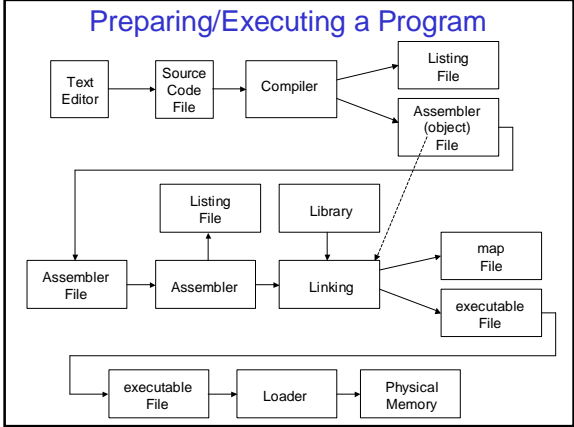 Preparing/Executing a Program
Text
Editor
Source
Code
File
Compiler
Listing
File
Assembler
(object)
File
Listing
File
Library
Assembler
File
Assembler
Linking
map
File
executable
File
executable
File
Loader
Physical
Memory